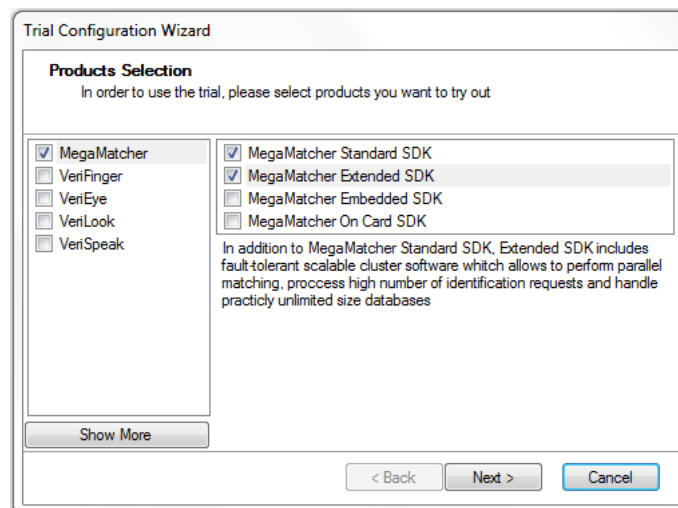 Trial Configuration Wizard
Products Selection
In order to use the trial, please select products you want to try out
MegaMatcher
VeriFinger
VeriEye
VeriLook
VeriSpeak
Show More
MegaMatcher Standard SDK
MegaMatcher Extended SDK
MegaMatcher Embedded SDK
MegaMatcher On Card SDK
In addition to MegaMatcher Standard SDK, Extended SDK includes
fault-tolerant scalable cluster software whitch allows to perform parallel
matching, proccess high number of identification requests and handle
practicly unlimited size databases
< Back
Next >
Cancel